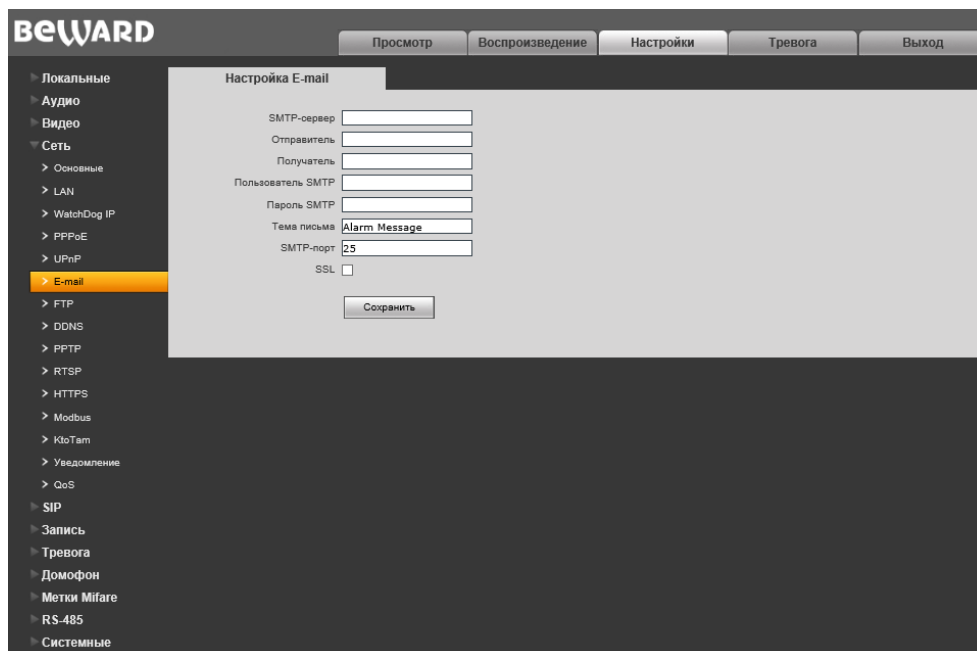 BEWARD
Просмотр
Воспроизведение
Настройки
Тревога
Выход
Локальные
Аудио
Видео
Сеть
Основные
LAN
WatchDog IP
PPPoE
UPnP
E-mail
FTP
DDNS
PPTP
RTSP
HTTPS
Modbus
KtoTam
Уведомление
QoS
SIP
Запись
Тревога
Домофон
Метки Mifare
RS-485
Системные
Настройка E-mail
SMTP-сервер
Отправитель
Получатель
Пользователь SMTP
Пароль SMTP
Тема письма Alarm Message
SMTP-порт 25
SSL
Сохранить